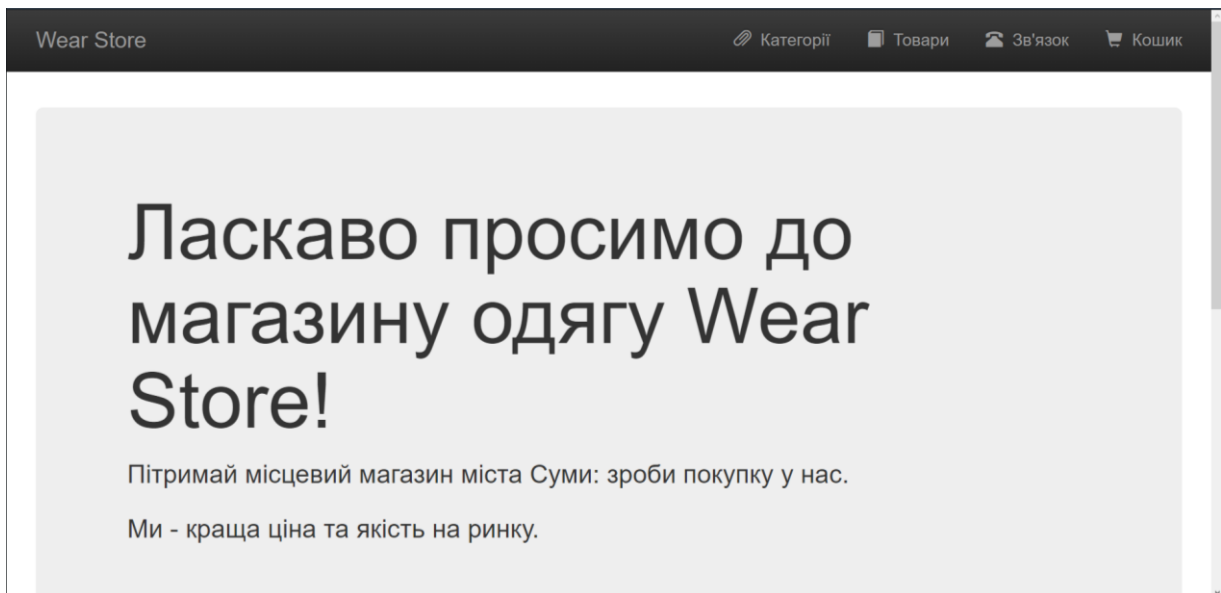 Wear Store Категорії Товари Зв'язок Кошик
Ласкаво просимо до
магазину одягу Wear
Store!
Пітримай місцевий магазин міста Суми: зроби покупку у нас.
Ми - краща ціна та якість на ринку.